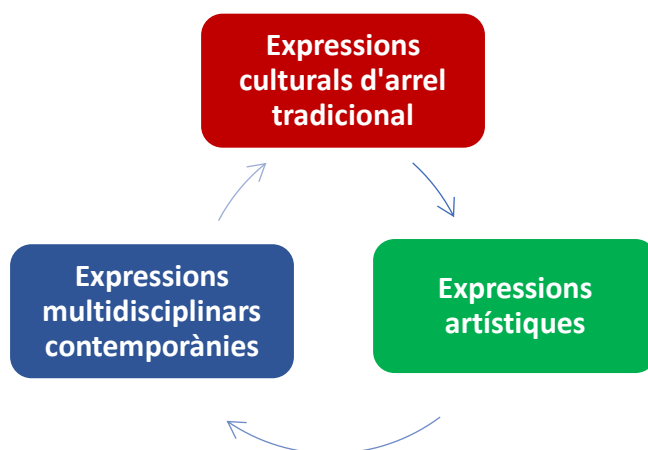 Expressions
culturals d'arrel
tradicional
Expressions
multidisciplinars
contemporànies
Expressions
artístiques